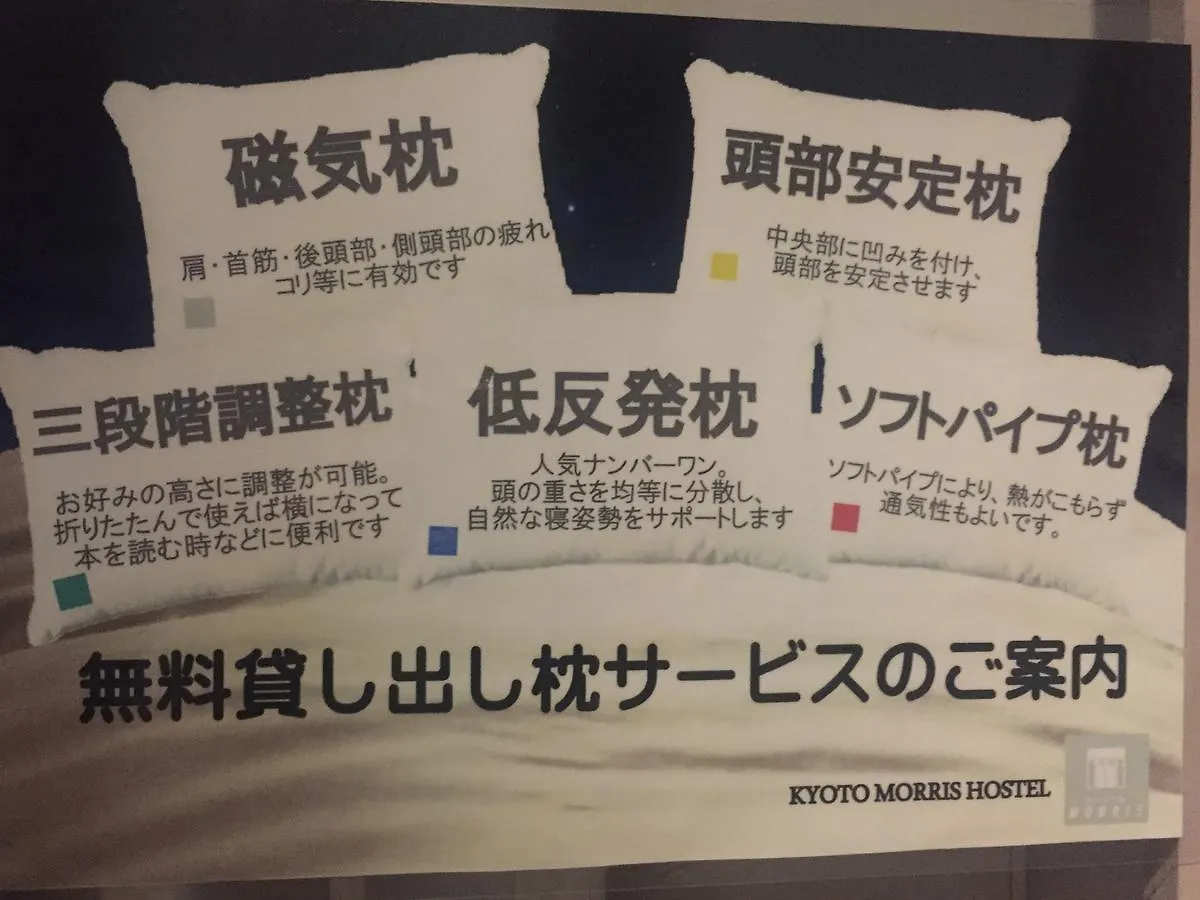 磁気枕
肩・首筋・後頭部・側頭部の疲れ
コリ等に有効です
頭部安定枕
中央部に凹みを付け、
頭部を安定させます
三段階調整枕
お好みの高さに調整が可能。
折りたたんで使えば横になって
本を読む時などに便利です
低反発枕
人気ナンバーワン。
頭の重さを均等に分散し、
自然な寝姿勢をサポートします
ソフトパイプ枕
ソフトパイプにより、熱がこもらず
通気性もよいです。
無料貸し出し枕サービスのご案内
KYOTO MORRIS HOSTEL
MORRIS